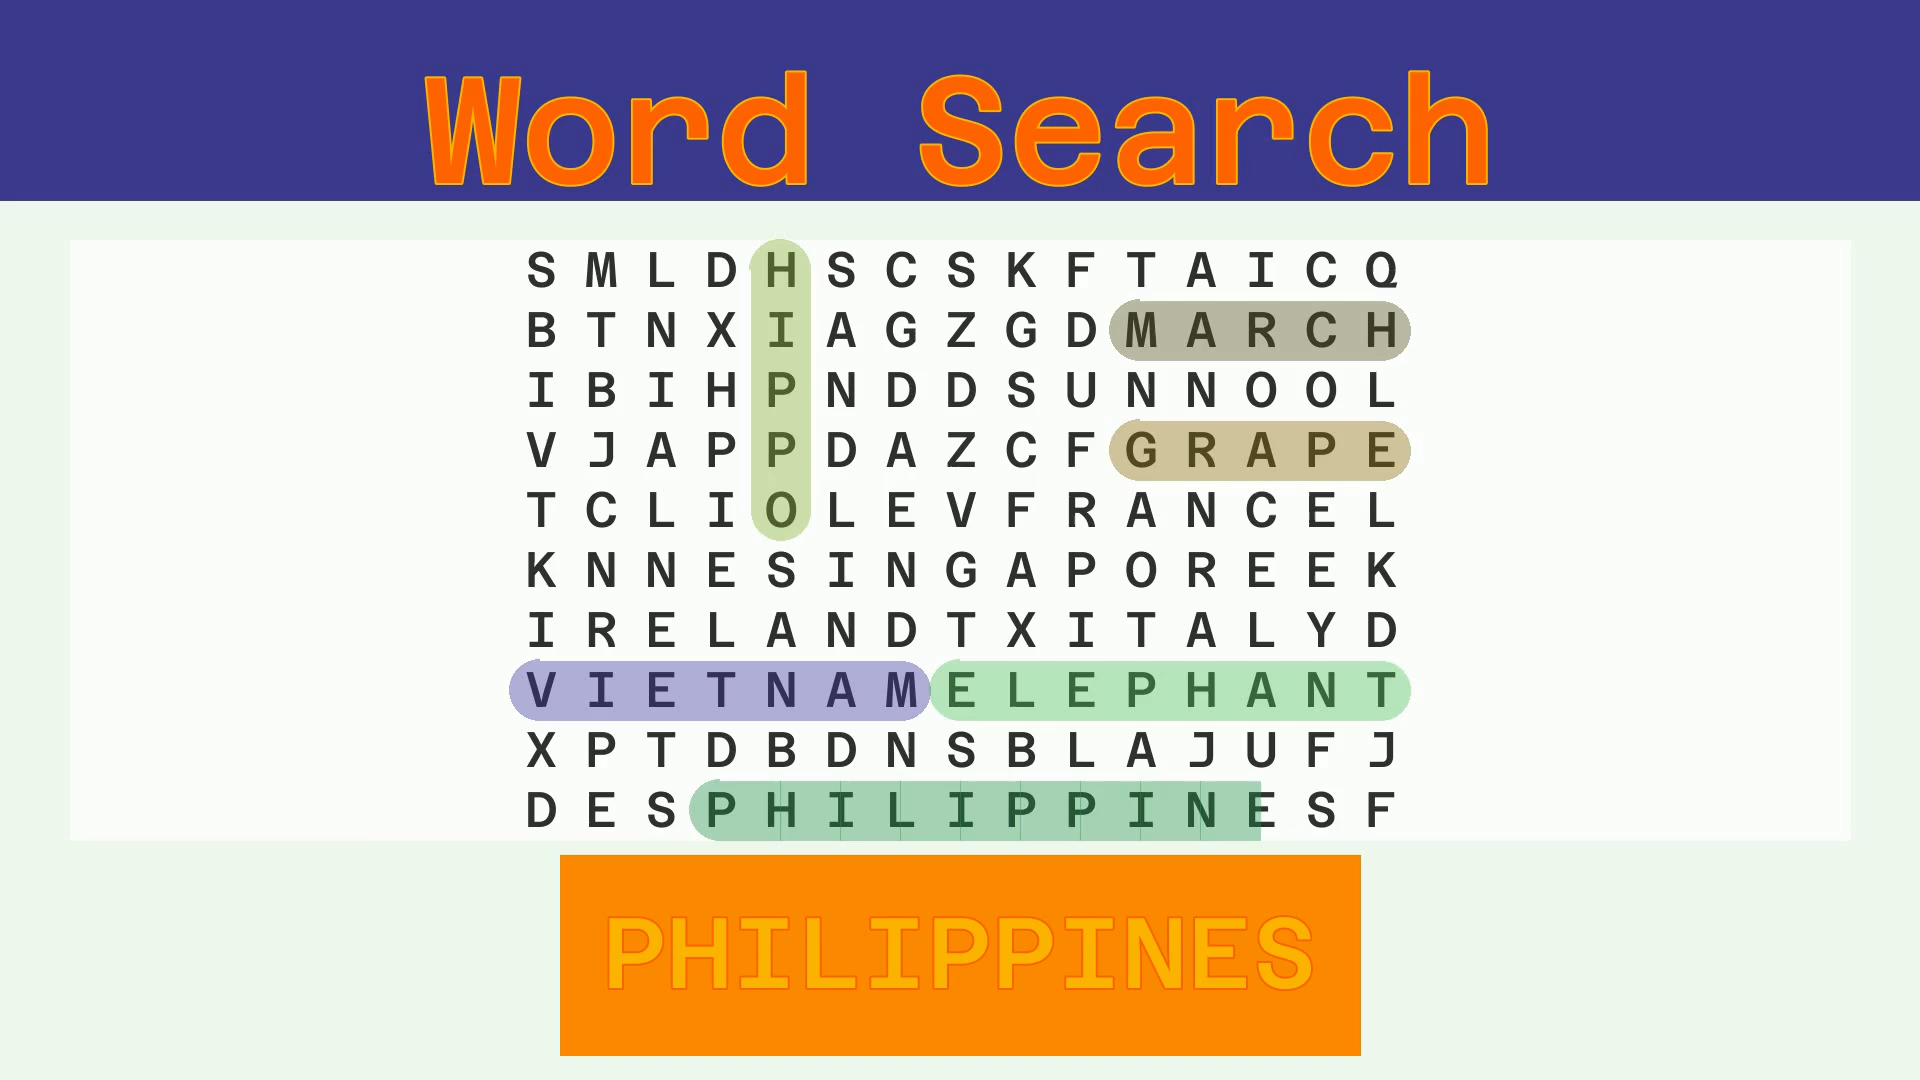 Word Search
S M L D H S C S K F T A I C Q
B T N X I A G Z G D M A R C H
I B I H P N D D S U N N O O L
V J A P P D A Z C F G R A P E
T C L I O L E V F R A N C E L
K N N E S I N G A P O R E E K
I R E L A N D T X I T A L Y D
V I E T N A M E L E P H A N T
X P T D B D N S B L A J U F J
D E S P H I L I P P I N E S F
PHILIPPINES